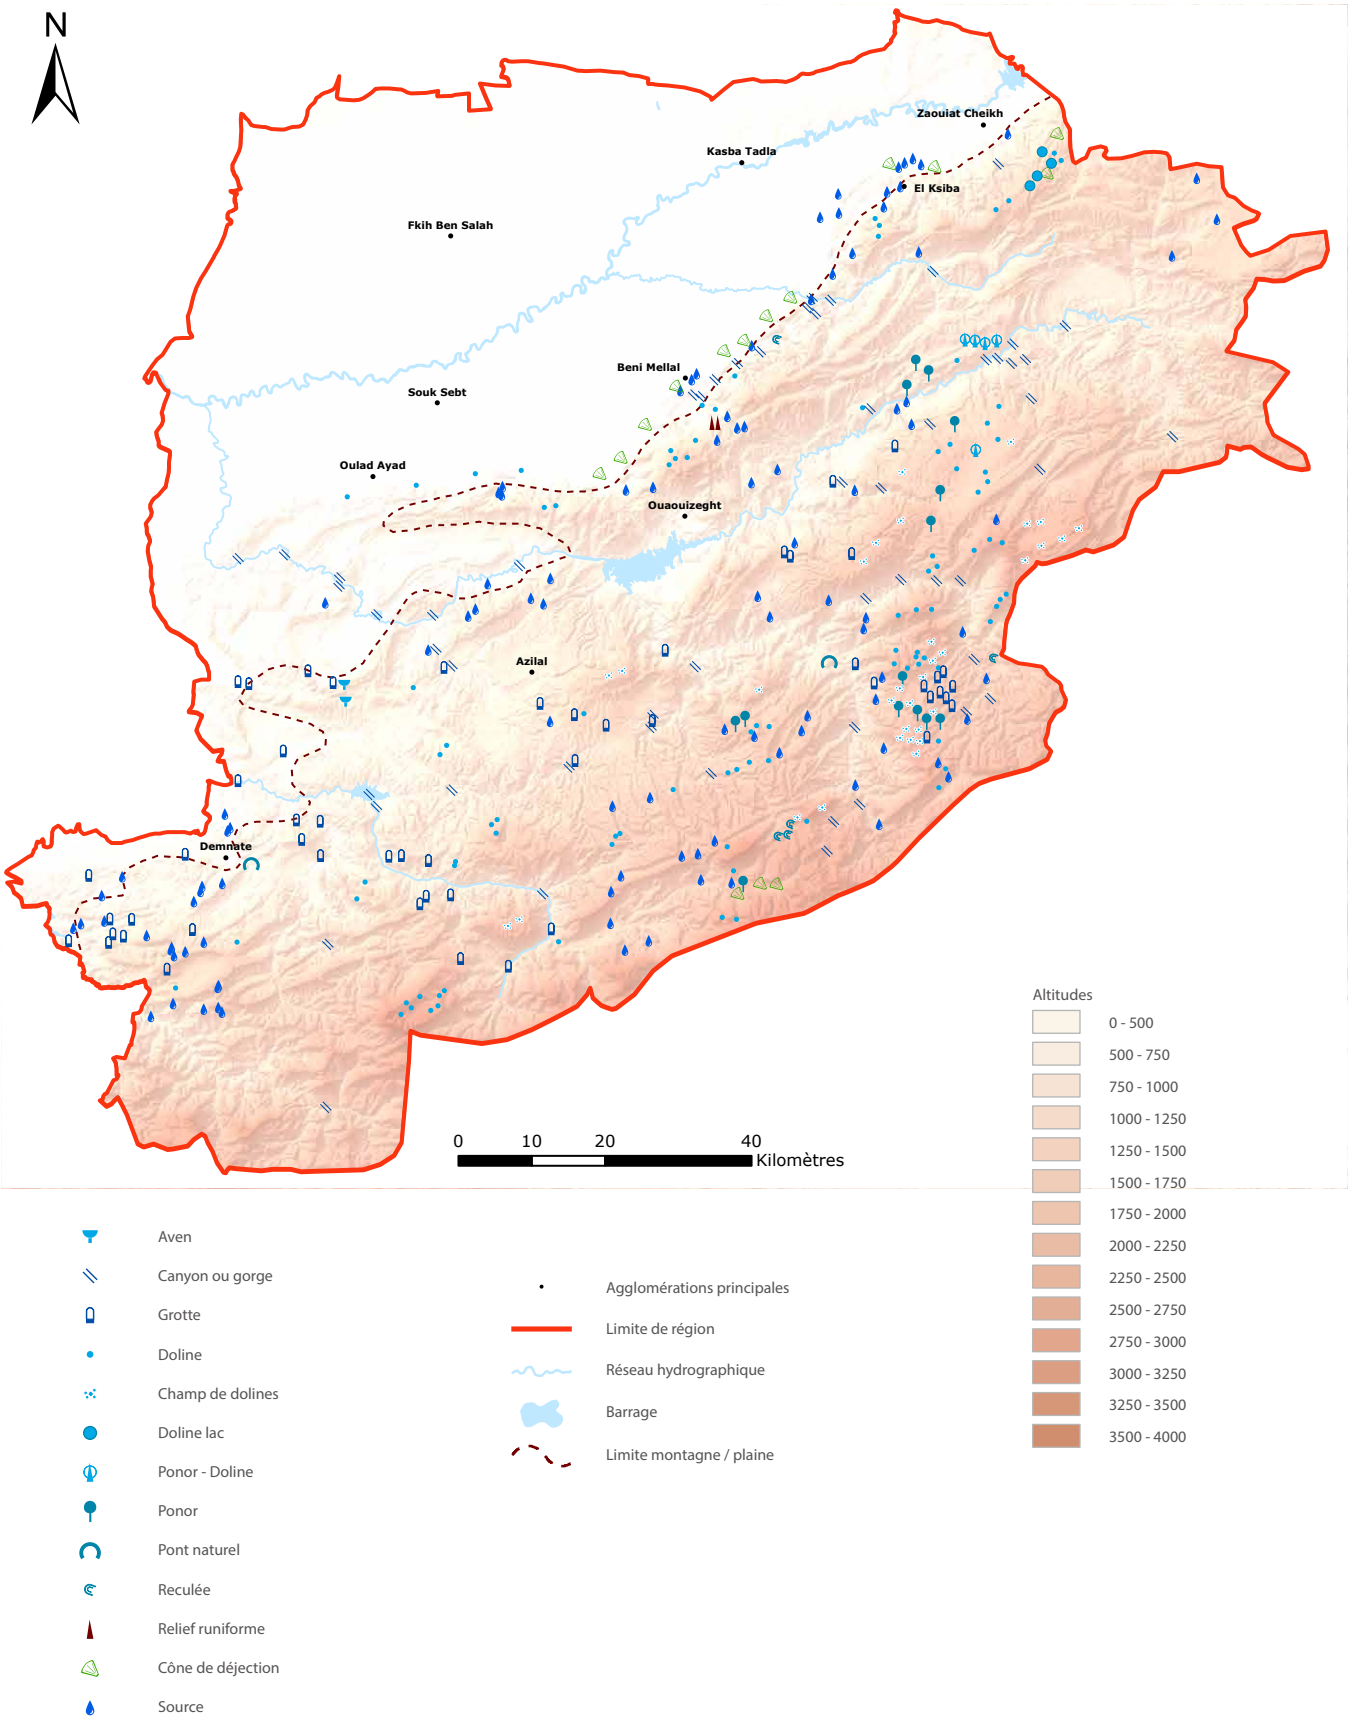 N
Zaouiat Cheikh
Kasba Tadla
El Ksiba
Fkih Ben Salah
Beni Mellal
Souk Sebt
Oulad Ayad
Ouaouizeght
Azilal
Demnate
0 10 20 40
Kilomètres
Altitudes
0 - 500
500 - 750
750 - 1000
1000 - 1250
1250 - 1500
1500 - 1750
1750 - 2000
2000 - 2250
2250 - 2500
2500 - 2750
2750 - 3000
3000 - 3250
3250 - 3500
3500 - 4000
Aven
Canyon ou gorge
Grotte
Doline
Champ de dolines
Doline lac
Ponor - Doline
Ponor
Pont naturel
Reculée
Relief runiforme
Cône de déjection
Source
Agglomérations principales
Limite de région
Réseau hydrographique
Barrage
Limite montagne / plaine